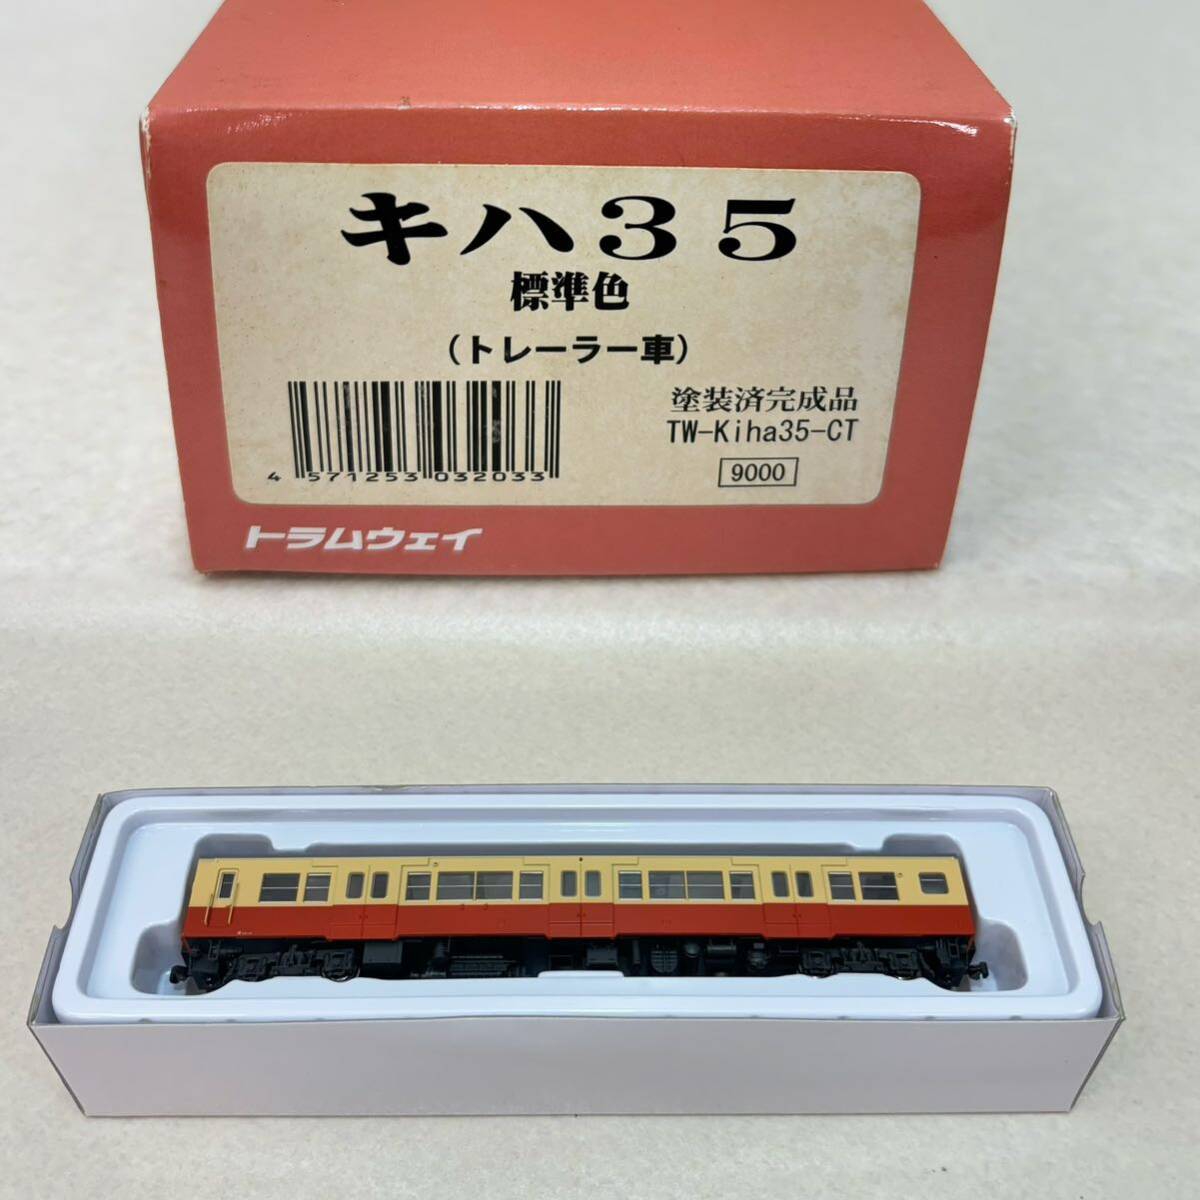 キハ３５
標準色
（トレーラー車）
塗装済完成品
TW-Kiha35-CT
9000
4 571253 032033
トラムウェイ